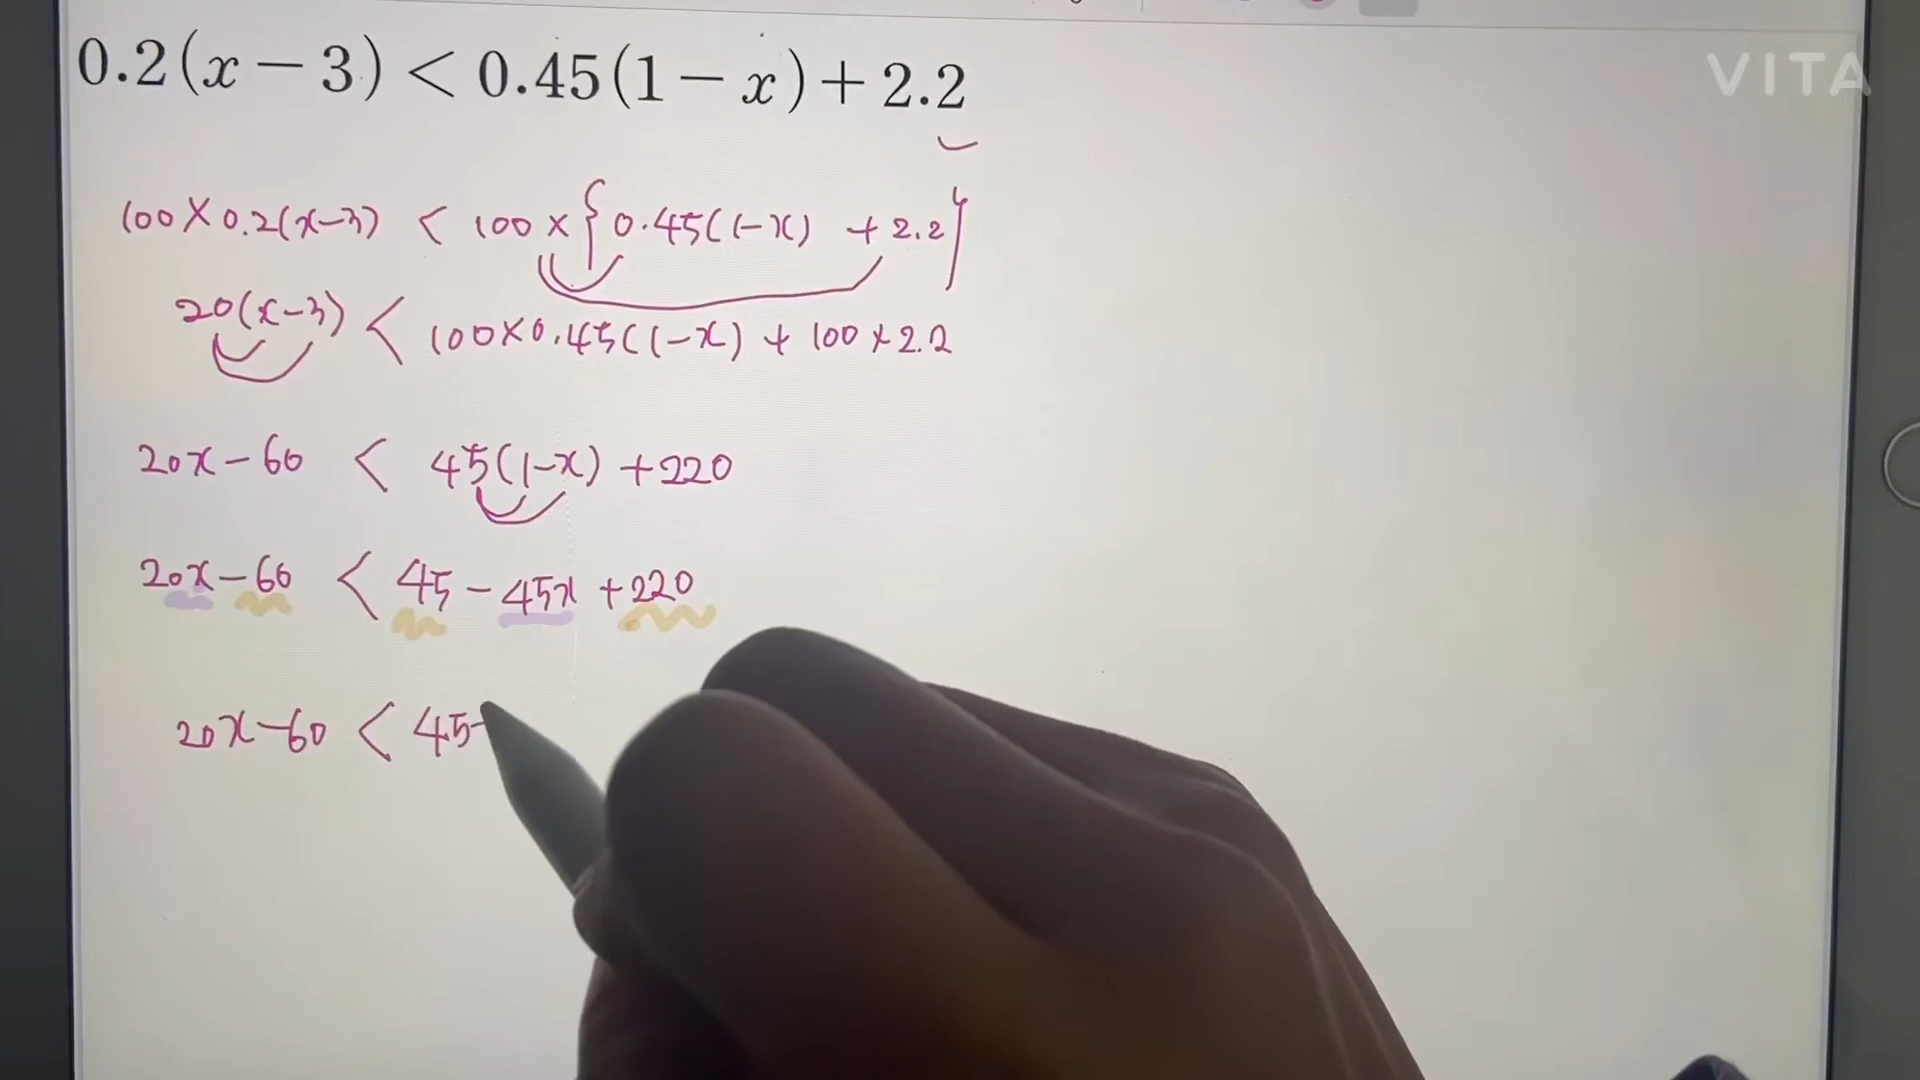 0.2(x-3)<0.45(1-x)+2.2
VITA
100×0.2(x-3) < 100×{0.45(1-x) +2.2}
20(x-3) < 100×0.45(1-x) + 100×2.2
20x-60 < 45(1-x) +220
20x-60 < 45-45x+220
20x-60 < 45-